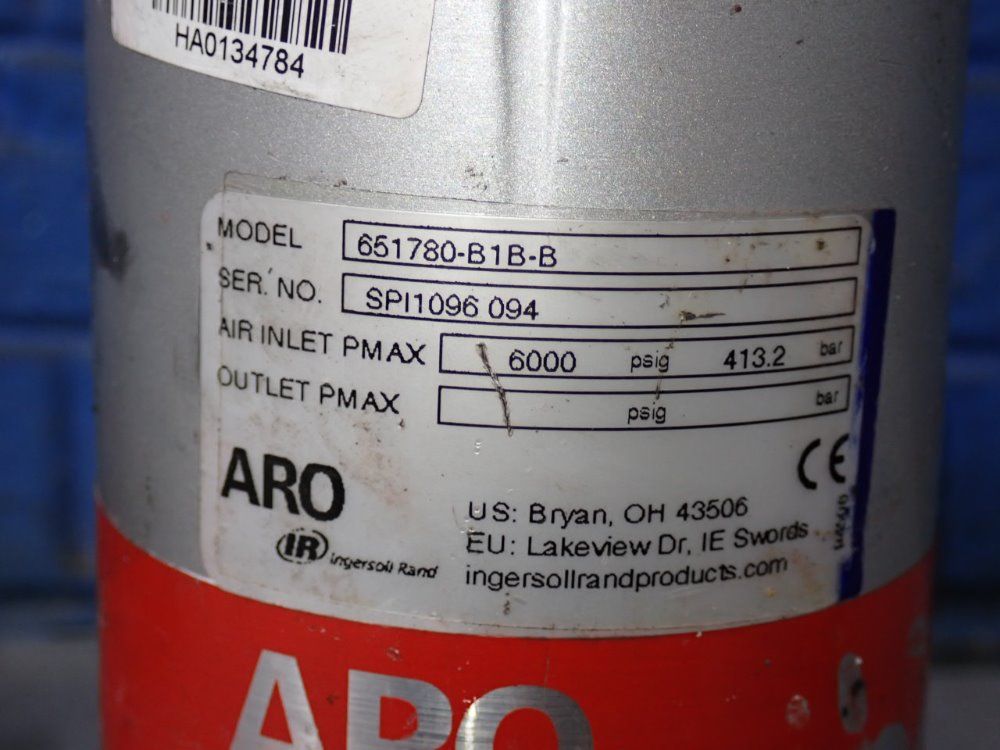 HA0134784
MODEL 651780-B1B-B
SER. NO. SPI1096 094
AIR INLET PMAX 6000 psig 413.2 bar
OUTLET PMAX psig bar
CE
ARO
IR Ingersoll Rand
US: Bryan, OH 43506
EU: Lakeview Dr, IE Swords
ingersollrandproducts.com
ARO